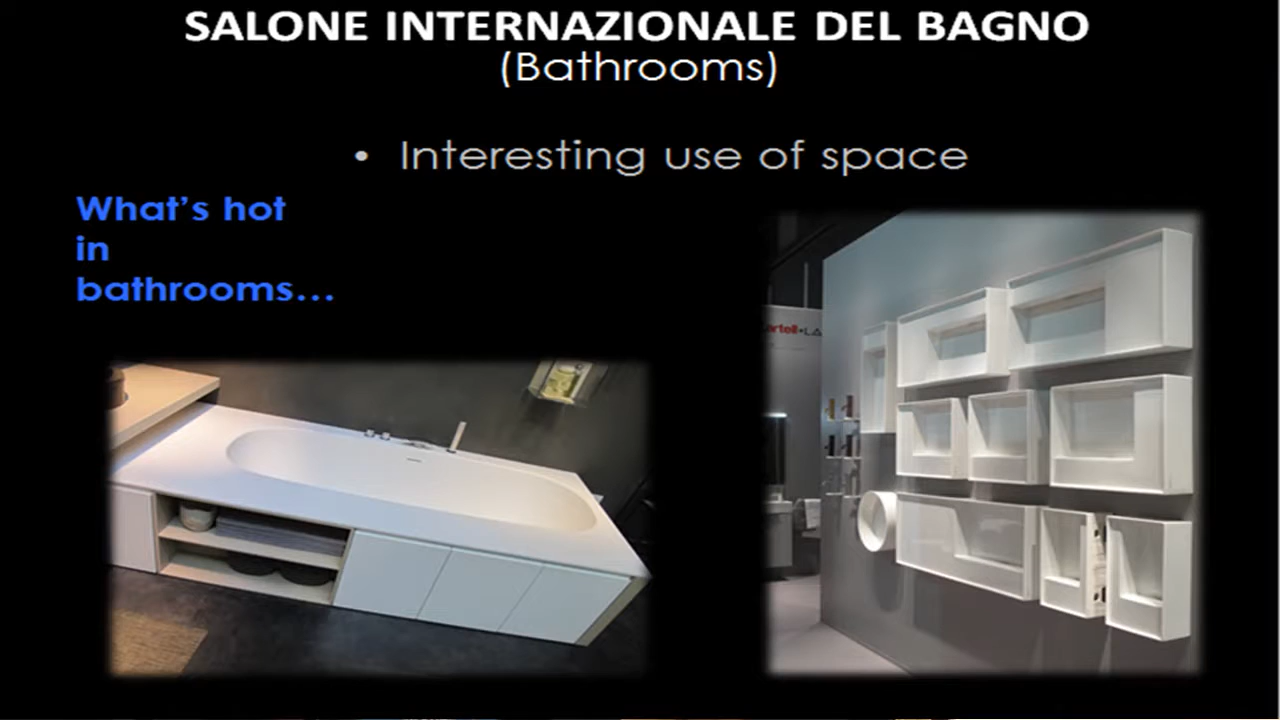 SALONE INTERNAZIONALE DEL BAGNO
(Bathrooms)
• Interesting use of space
What's hot
in
bathrooms...